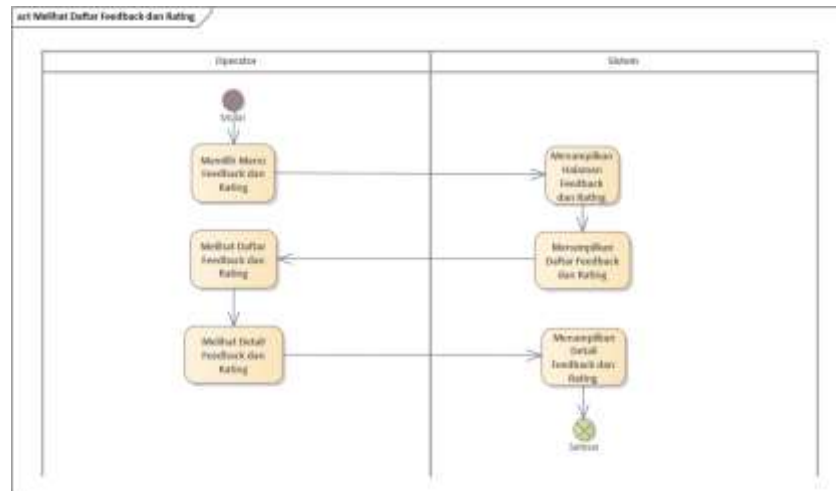 act Melihat Daftar Feedback dan Rating
Operator
Sistem
Mulai
Memilih Menu
Feedback dan
Rating
Menampilkan
Halaman
Feedback
dan Rating
Melihat Daftar
Feedback dan
Rating
Menampilkan
Daftar Feedback
dan Rating
Melihat Detail
Feedback dan
Rating
Menampilkan
Detail
Feedback dan
Rating
Selesai